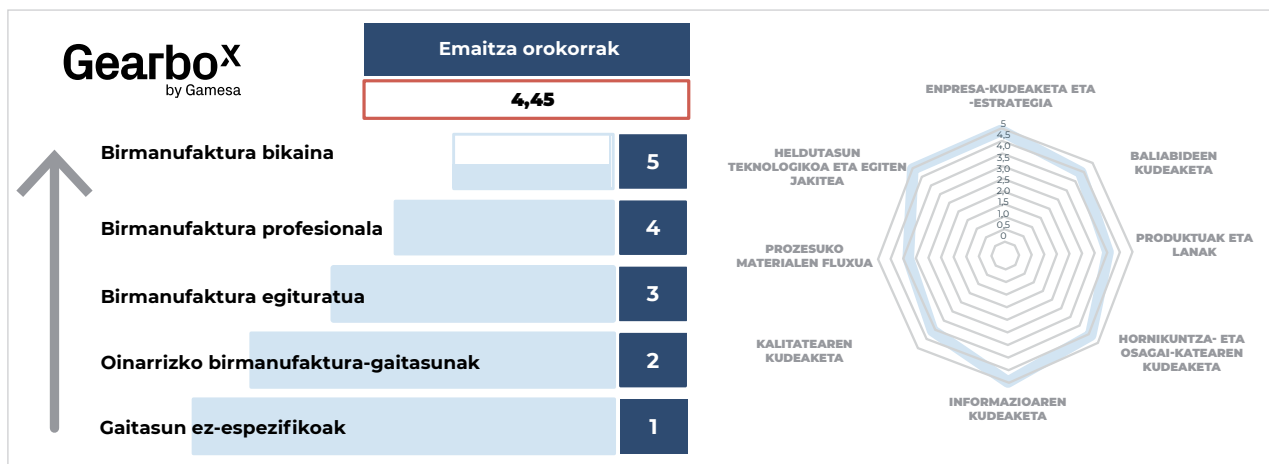 Gearbox
by Gamesa
Emaitza orokorrak
4,45
Birmanufaktura bikaina
5
Birmanufaktura profesionala
4
Birmanufaktura egituratua
3
Oinarrizko birmanufaktura-gaitasunak
2
Gaitasun ez-espezifikoak
1
ENPRESA-KUDEAKETA ETA
-ESTRATEGIA
BALIABIDEEN
KUDEAKETA
PRODUKTUAK ETA
LANAK
HORNIKUNTZA- ETA
OSAGAI-KATEAREN
KUDEAKETA
INFORMAZIOAREN
KUDEAKETA
KALITATEAREN
KUDEAKETA
PROZESUKO
MATERIALEN FLUXUA
HELDUTASUN
TEKNOLOGIKOA ETA EGITEN
JAKITEA
5
4,5
4,0
3,5
3,0
2,5
2,0
1,5
1,0
0,5
0